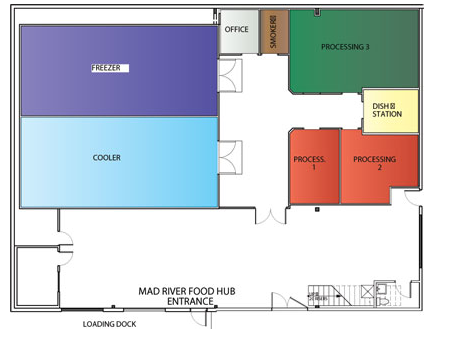 OFFICE
SMOKER
PROCESSING 3
FREEZER
DISH
STATION
COOLER
PROCESS.
1
PROCESSING
2
MAD RIVER FOOD HUB
ENTRANCE
LOADING DOCK